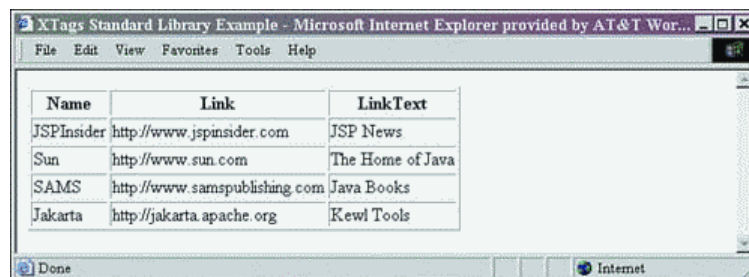 XTags Standard Library Example - Microsoft Internet Explorer provided by AT&T Wor...
File Edit View Favorites Tools Help
Name Link LinkText
JSPInsider http://www.jspinsider.com JSP News
Sun http://www.sun.com The Home of Java
SAMS http://www.samspublishing.com Java Books
Jakarta http://jakarta.apache.org Kewl Tools
Done Internet